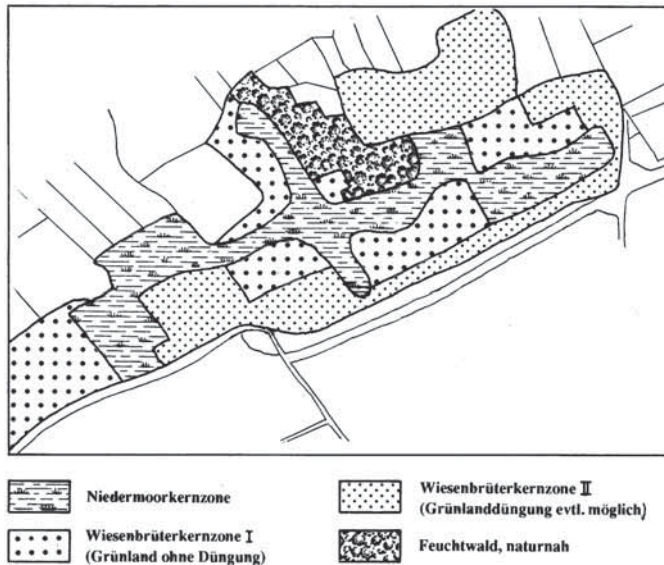 Niedermoorkernzone
Wiesenbrüterkernzone I
(Grünland ohne Düngung)
Wiesenbrüterkernzone II
(Grünlanddüngung evtl. möglich)
Feuchtwald, naturnah